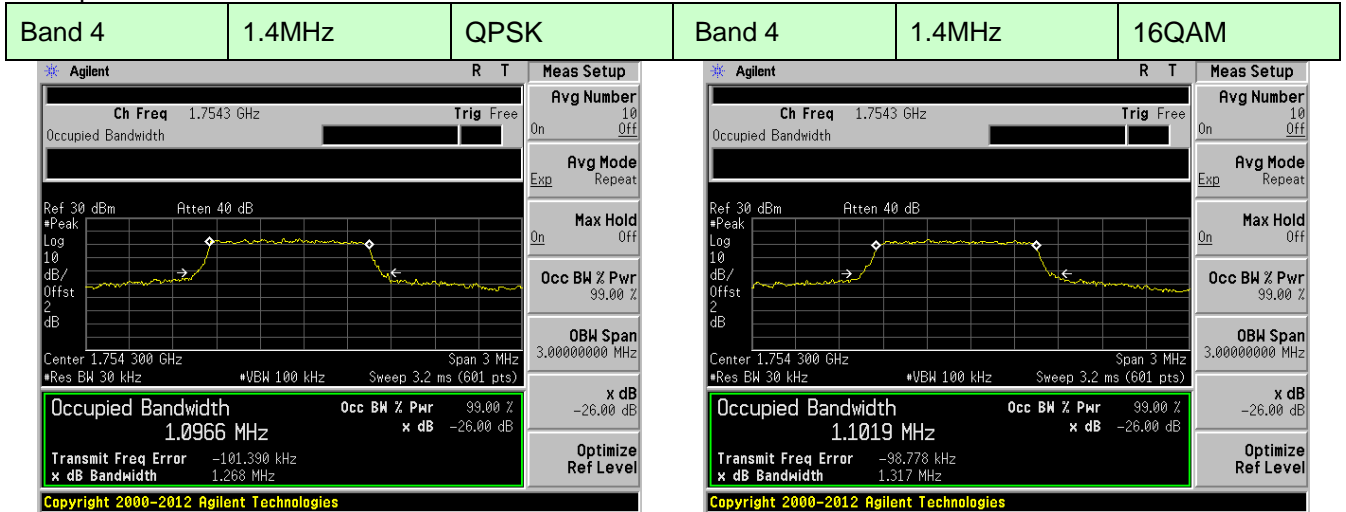 Band 4 1.4MHz QPSK Band 4 1.4MHz 16QAM
Agilent R T Meas Setup
Ch Freq 1.7543 GHz Trig Free
Occupied Bandwidth
Avg Number
10
On Off
Avg Mode
Exp Repeat
Ref 30 dBm Atten 40 dB
#Peak
Log
10
dB/
Offst
2
dB
Max Hold
On Off
Occ BW % Pwr
99.00 %
OBW Span
3.00000000 MHz
Center 1.754 300 GHz Span 3 MHz
#Res BW 30 kHz #VBW 100 kHz Sweep 3.2 ms (601 pts)
Occupied Bandwidth Occ BW % Pwr 99.00 %
1.0966 MHz x dB -26.00 dB
Transmit Freq Error -101.390 kHz
x dB Bandwidth 1.268 MHz
x dB
-26.00 dB
Optimize
Ref Level
Copyright 2000-2012 Agilent Technologies
Agilent R T Meas Setup
Ch Freq 1.7543 GHz Trig Free
Occupied Bandwidth
Avg Number
10
On Off
Avg Mode
Exp Repeat
Ref 30 dBm Atten 40 dB
#Peak
Log
10
dB/
Offst
2
dB
Max Hold
On Off
Occ BW % Pwr
99.00 %
OBW Span
3.00000000 MHz
Center 1.754 300 GHz Span 3 MHz
#Res BW 30 kHz #VBW 100 kHz Sweep 3.2 ms (601 pts)
Occupied Bandwidth Occ BW % Pwr 99.00 %
1.1019 MHz x dB -26.00 dB
Transmit Freq Error -98.778 kHz
x dB Bandwidth 1.317 MHz
x dB
-26.00 dB
Optimize
Ref Level
Copyright 2000-2012 Agilent Technologies